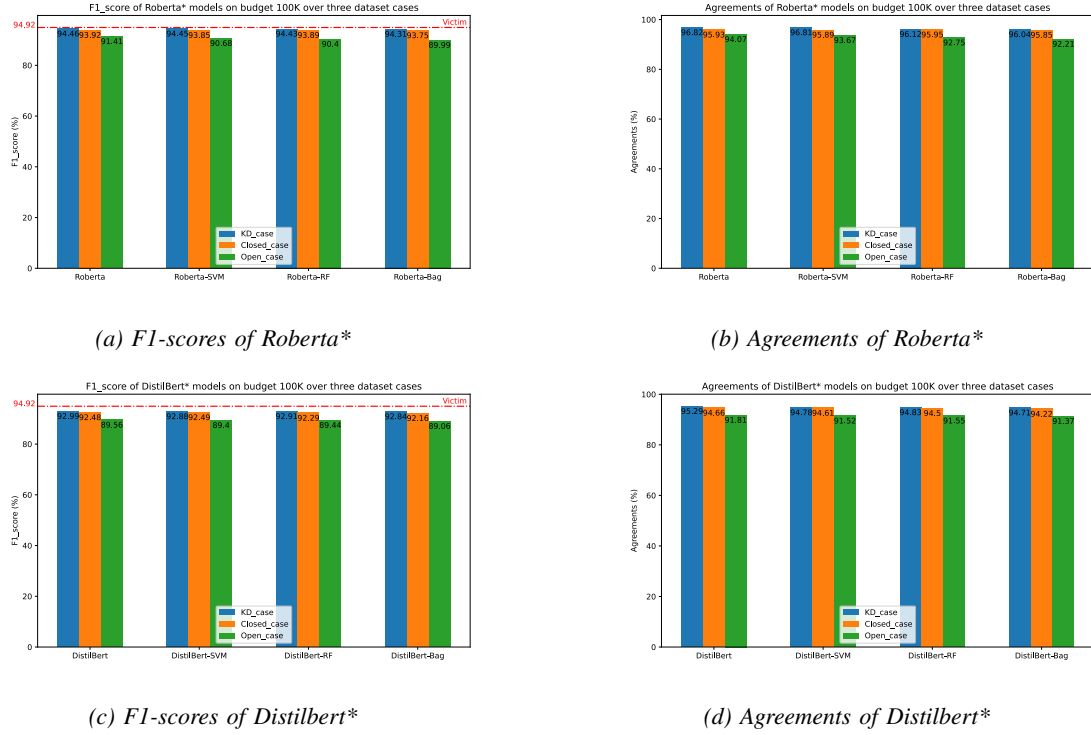 F1_score of Roberta* models on budget 100K over three dataset cases
94.92
Victim
94.46 93.92 91.41 94.45 93.85 90.68 94.43 93.89 90.4 94.31 93.75 89.99
80
60
40
20
0
F1_score (%)
KD_case
Closed_case
Open_case
Roberta Roberta-SVM Roberta-RF Roberta-Bag
(a) F1-scores of Roberta*
Agreements of Roberta* models on budget 100K over three dataset cases
100
96.82 95.93 94.07 96.81 95.89 93.67 96.12 95.95 92.75 96.04 95.85 92.21
80
60
40
20
0
Agreements (%)
KD_case
Closed_case
Open_case
Roberta Roberta-SVM Roberta-RF Roberta-Bag
(b) Agreements of Roberta*
F1_score of DistilBert* models on budget 100K over three dataset cases
94.92
Victim
92.99 92.48 89.56 92.88 92.49 89.4 92.91 92.29 89.44 92.84 92.16 89.06
80
60
40
20
0
F1_score (%)
KD_case
Closed_case
Open_case
DistilBert DistilBert-SVM DistilBert-RF DistilBert-Bag
(c) F1-scores of Distilbert*
Agreements of DistilBert* models on budget 100K over three dataset cases
100
95.29 94.66 91.81 94.78 94.61 91.52 94.83 94.5 91.55 94.71 94.22 91.37
80
60
40
20
0
Agreements (%)
KD_case
Closed_case
Open_case
DistilBert DistilBert-SVM DistilBert-RF DistilBert-Bag
(d) Agreements of Distilbert*